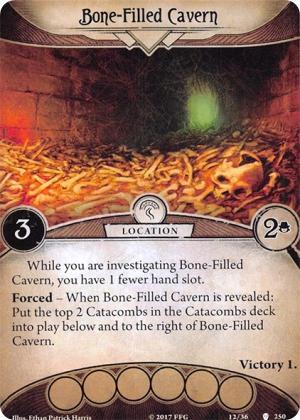 Bone-Filled Cavern
3
2
LOCATION
While you are investigating Bone-Filled
Cavern, you have 1 fewer hand slot.
Forced – When Bone-Filled Cavern is revealed:
Put the top 2 Catacombs in the Catacombs deck
into play below and to the right of Bone-Filled
Cavern.
Victory 1.
Illus. Ethan Patrick Harris
© 2017 FFG
12/36
250